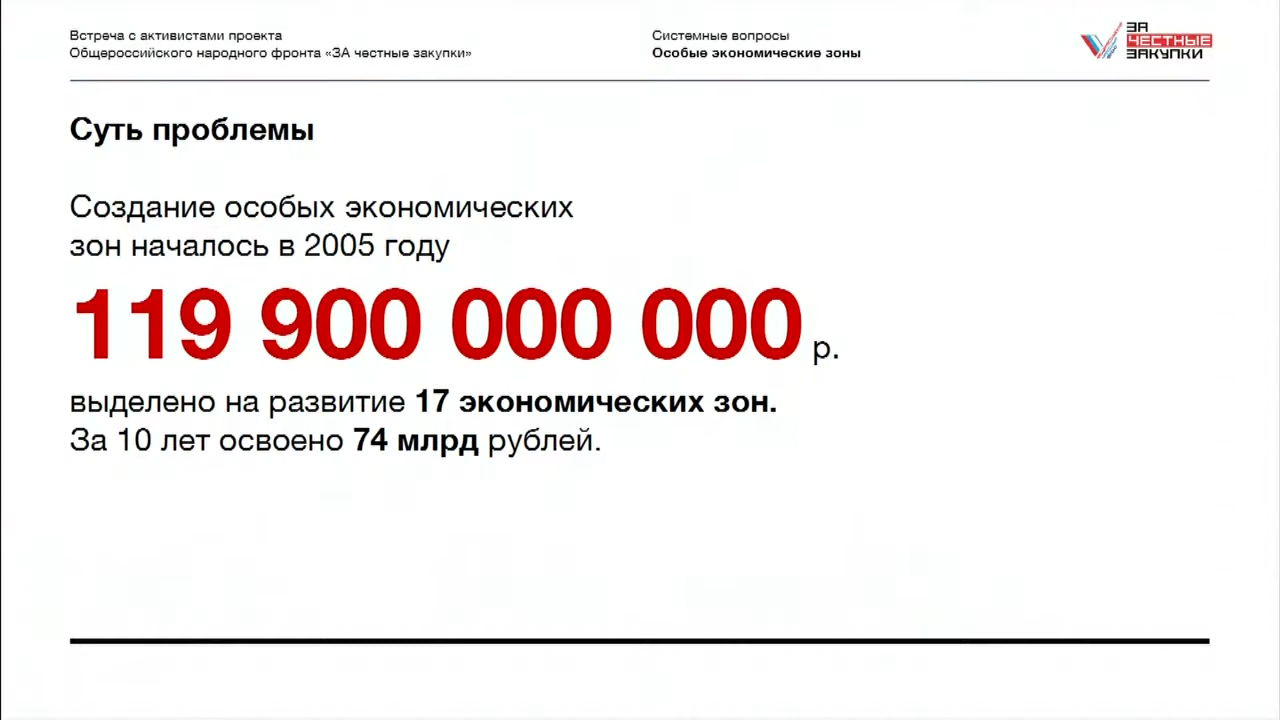 Встреча с активистами проекта
Общероссийского народного фронта «ЗА честные закупки»
Системные вопросы
Особые экономические зоны
ЗА
ЧЕСТНЫЕ
ЗАКУПКИ
Суть проблемы
Создание особых экономических
зон началось в 2005 году
119 900 000 000 р.
выделено на развитие 17 экономических зон.
За 10 лет освоено 74 млрд рублей.